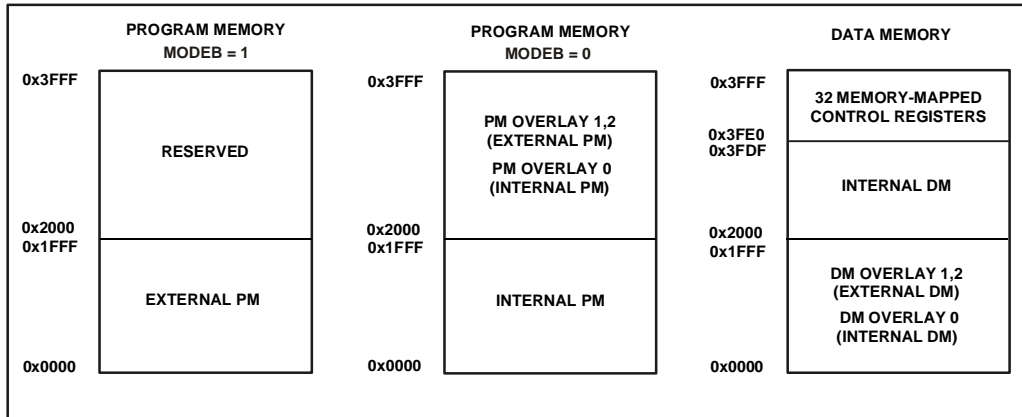 PROGRAM MEMORY
MODEB = 1
0x3FFF
RESERVED
0x2000
0x1FFF
EXTERNAL PM
0x0000
PROGRAM MEMORY
MODEB = 0
0x3FFF
PM OVERLAY 1,2
(EXTERNAL PM)
PM OVERLAY 0
(INTERNAL PM)
0x2000
0x1FFF
INTERNAL PM
0x0000
DATA MEMORY
0x3FFF
32 MEMORY-MAPPED
CONTROL REGISTERS
0x3FE0
0x3FDF
INTERNAL DM
0x2000
0x1FFF
DM OVERLAY 1,2
(EXTERNAL DM)
DM OVERLAY 0
(INTERNAL DM)
0x0000